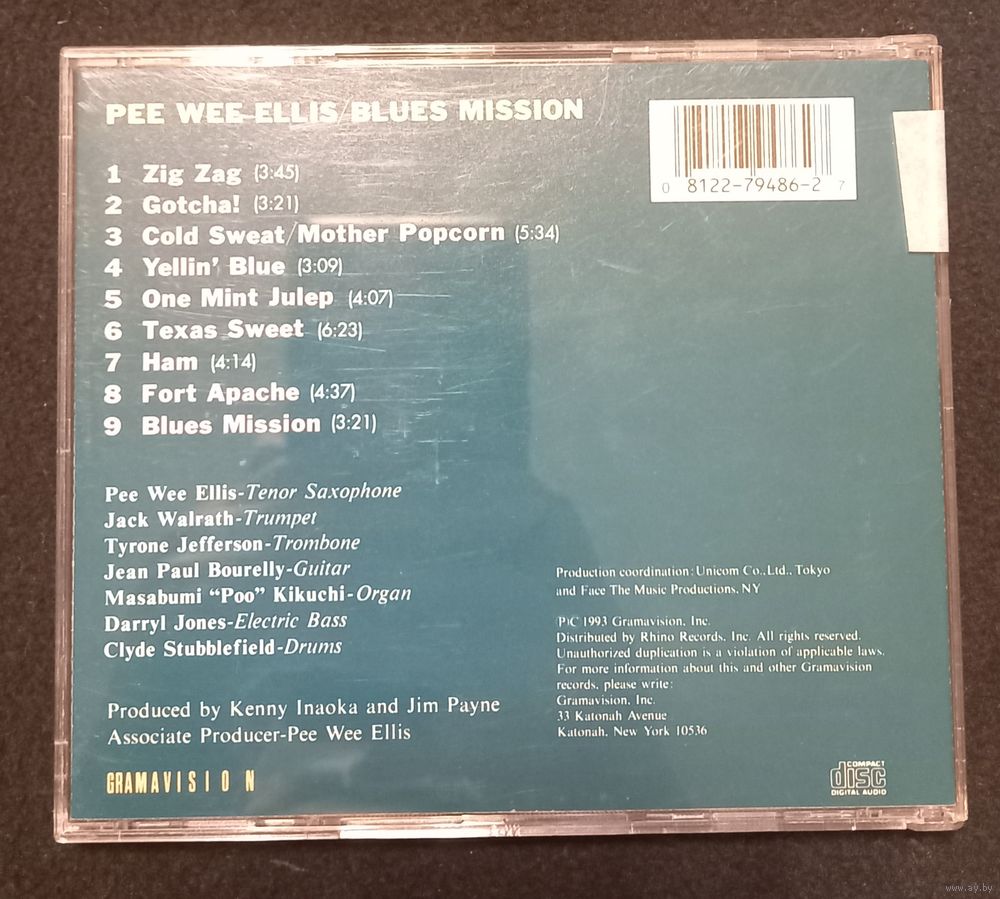 PEE WEE ELLIS/BLUES MISSION
0 8122-79486-2 7
1 Zig Zag (3:45)
2 Gotcha! (3:21)
3 Cold Sweat/Mother Popcorn (5:34)
4 Yellin' Blue (3:09)
5 One Mint Julep (4:07)
6 Texas Sweet (6:23)
7 Ham (4:14)
8 Fort Apache (4:37)
9 Blues Mission (3:21)
Pee Wee Ellis-Tenor Saxophone
Jack Walrath-Trumpet
Tyrone Jefferson-Trombone
Jean Paul Bourelly-Guitar
Masabumi "Poo" Kikuchi-Organ
Darryl Jones-Electric Bass
Clyde Stubblefield-Drums
Produced by Kenny Inaoka and Jim Payne
Associate Producer-Pee Wee Ellis
GRAMAVISION
Production coordination: Unicom Co., Ltd., Tokyo
and Face The Music Productions, NY
(P)C 1993 Gramavision, Inc.
Distributed by Rhino Records, Inc. All rights reserved.
Unauthorized duplication is a violation of applicable laws.
For more information about this and other Gramavision
records, please write:
Gramavision, Inc.
33 Katonah Avenue
Katonah, New York 10536
COMPACT
disc
DIGITAL AUDIO
www.ay.by